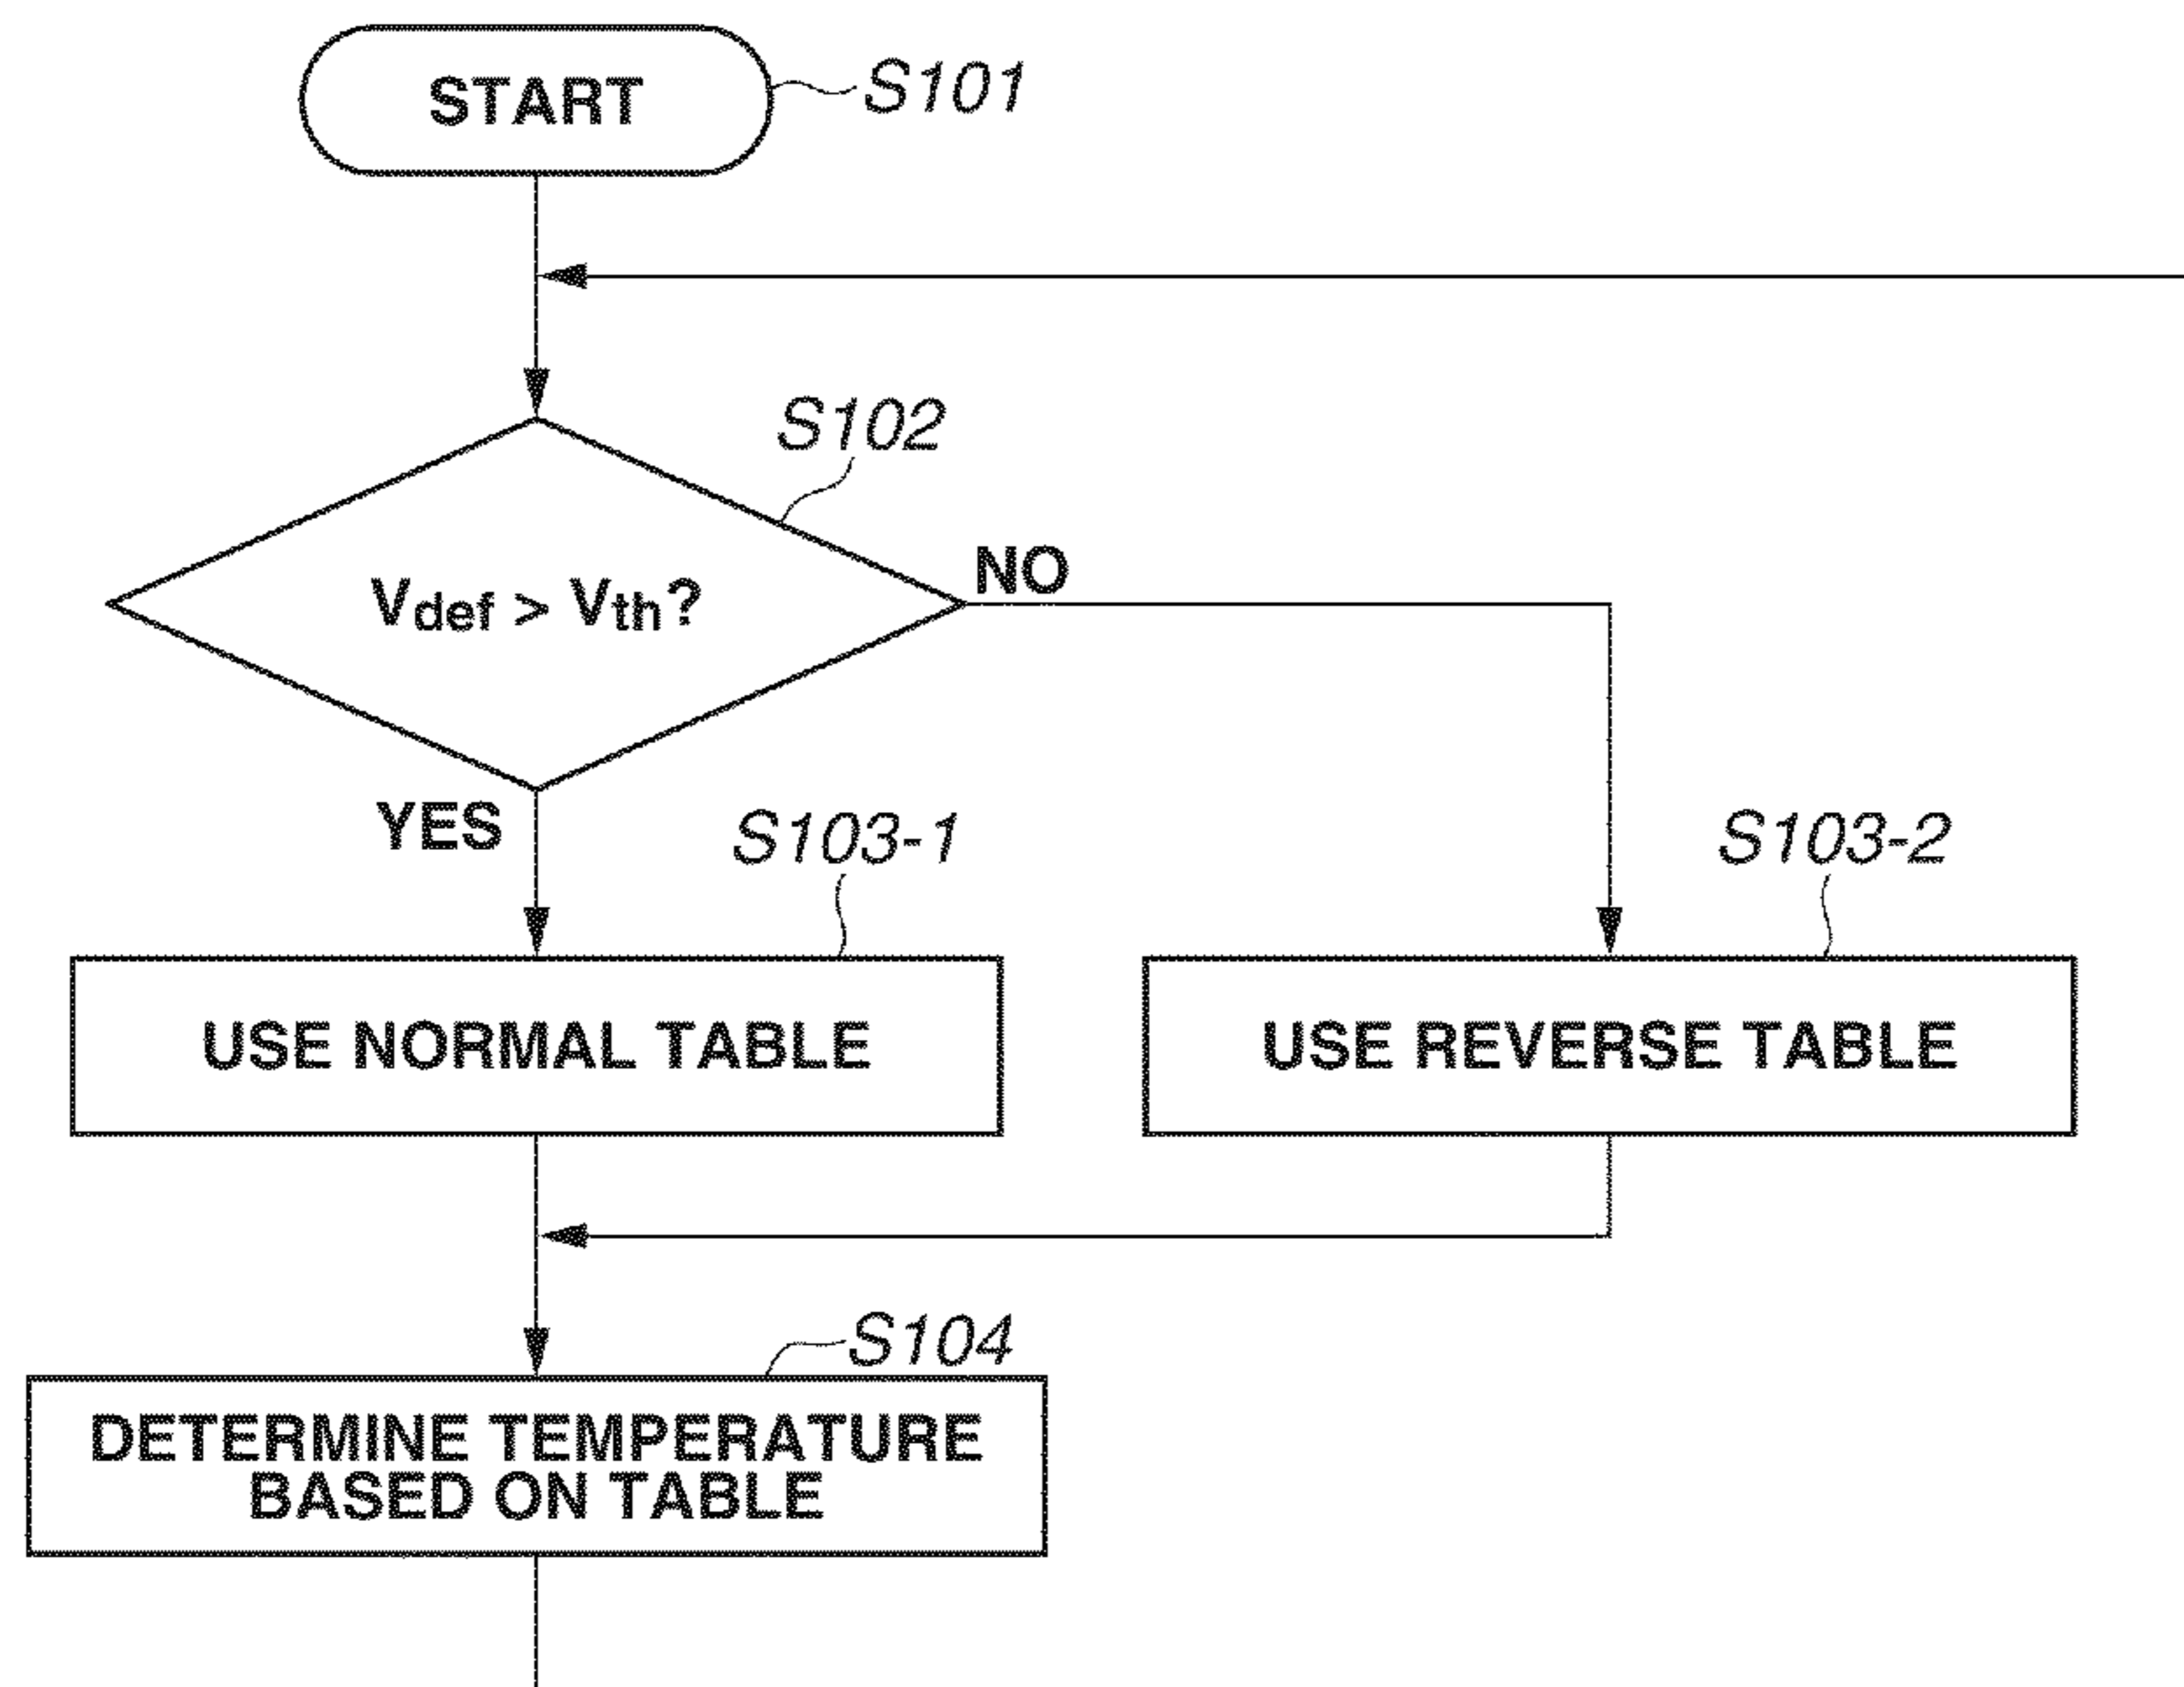 START
S101
S102
Vdef > Vth?
NO
YES
S103-1
S103-2
USE NORMAL TABLE
USE REVERSE TABLE
S104
DETERMINE TEMPERATURE
BASED ON TABLE